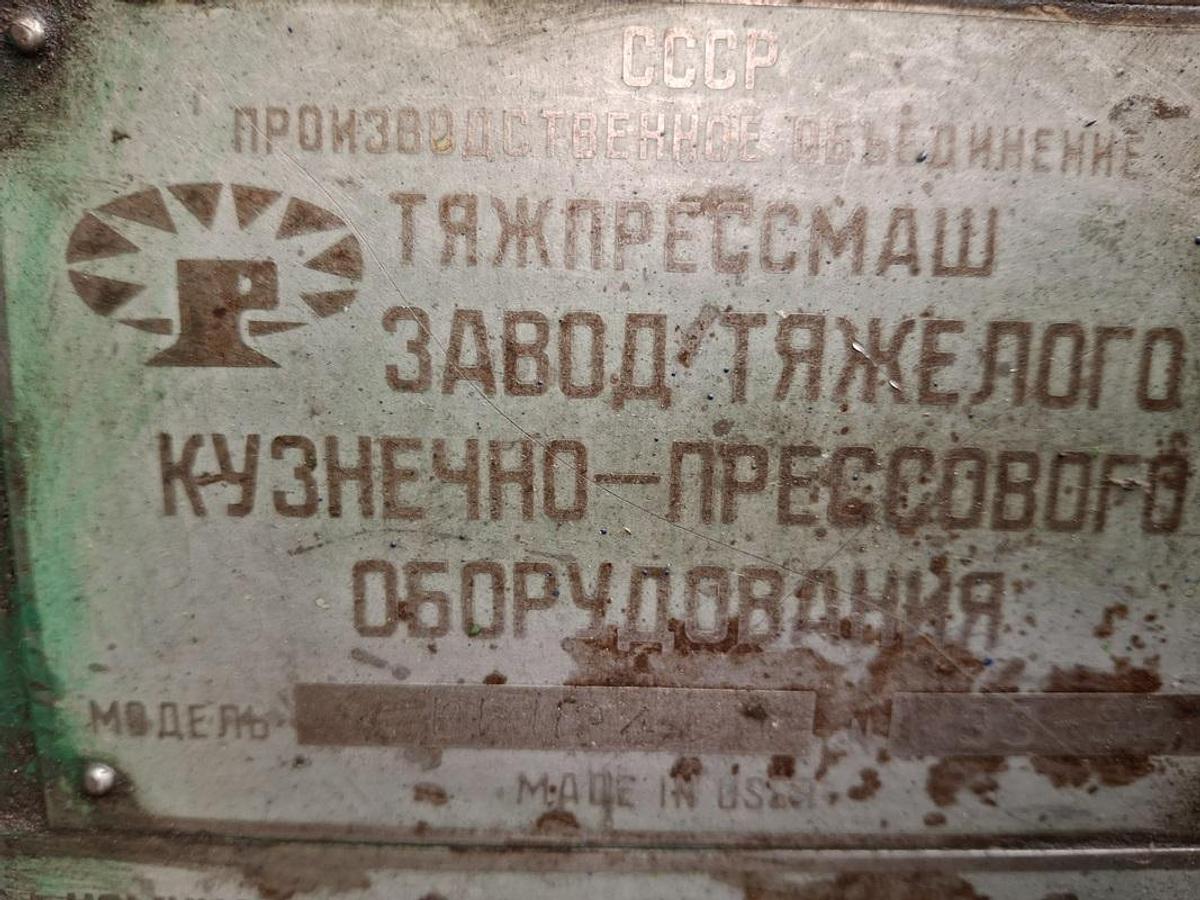 СССР
ПРОИЗВОДСТВЕННОЕ ОБЪЕДИНЕНИЕ
ТЯЖПРЕССМАШ
Р
ЗАВОД ТЯЖЕЛОГО
КУЗНЕЧНО-ПРЕССОВОГО
ОБОРУДОВАНИЯ
МОДЕЛЬ
MADE IN USSR